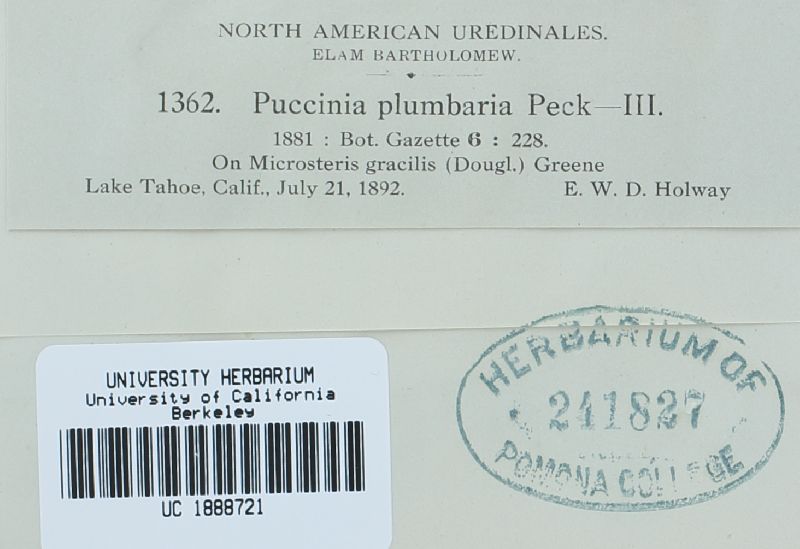 NORTH AMERICAN UREDINALES.
ELAM BARTHOLOMEW.
1362. Puccinia plumbaria Peck—III.
1881 : Bot. Gazette 6 : 228.
On Microsteris gracilis (Dougl.) Greene
Lake Tahoe, Calif., July 21, 1892. E. W. D. Holway
UNIVERSITY HERBARIUM
University of California
Berkeley
UC 1888721
HERBARIUM OF
241827
POMONA COLLEGE